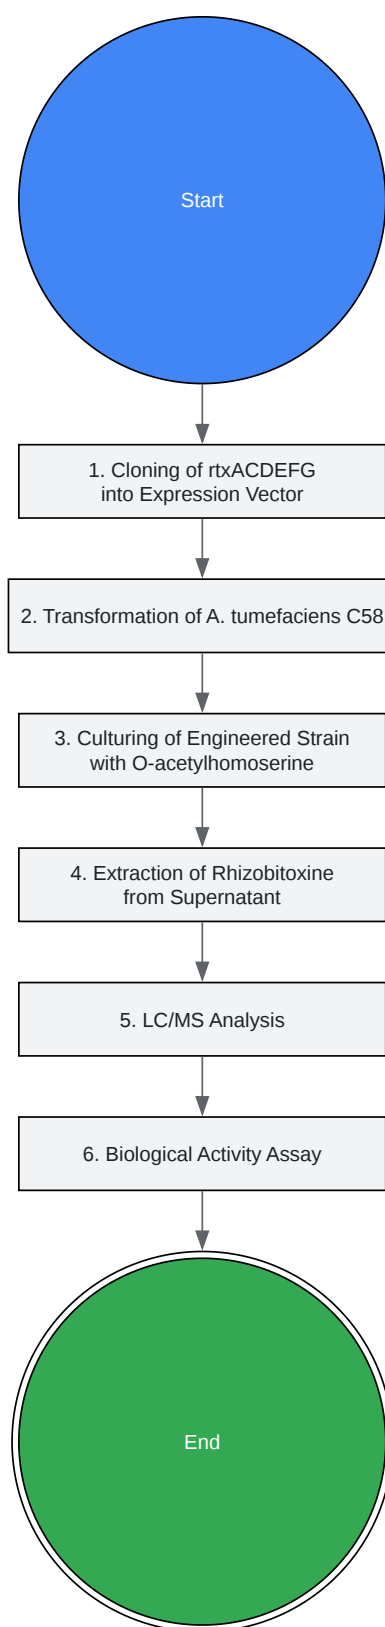 Start
1. Cloning of rtxACDEFG
into Expression Vector
2. Transformation of A. tumefaciens C58
3. Culturing of Engineered Strain
with O-acetylhomoserine
4. Extraction of Rhizobitoxine
from Supernatant
5. LC/MS Analysis
6. Biological Activity Assay
End